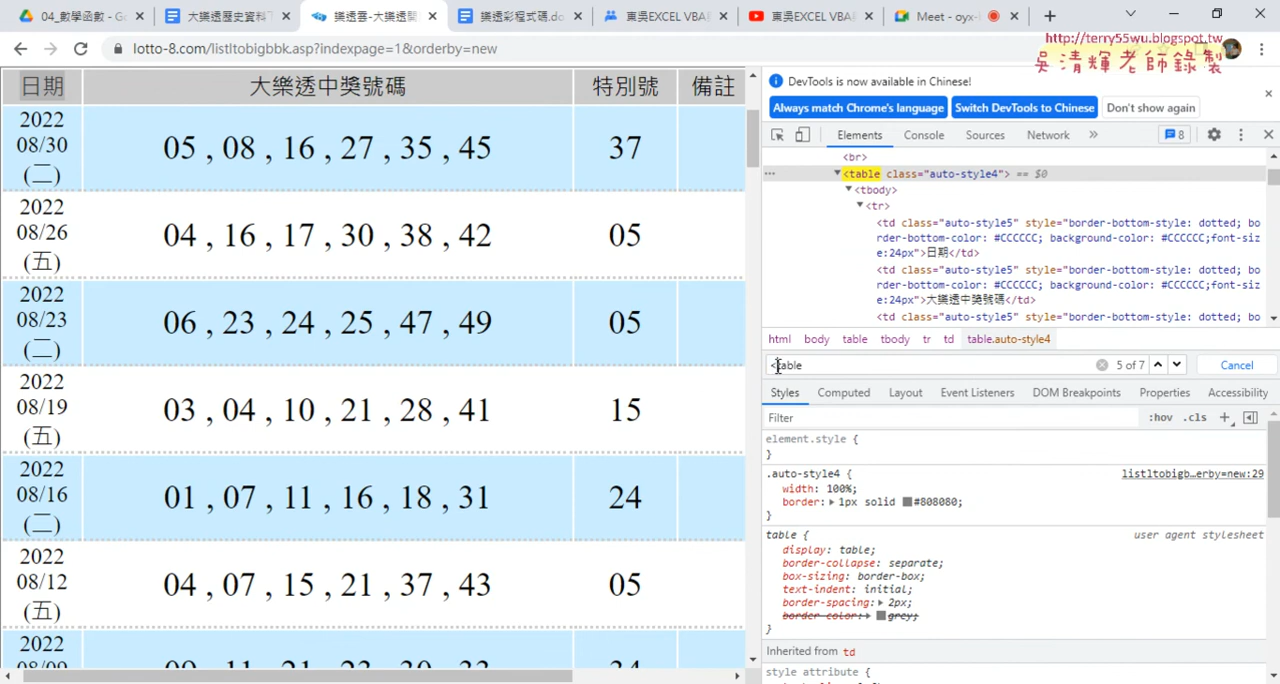 04_數學函數 - Go
大樂透歷史資料下
樂透雲-大樂透開
樂透彩程式碼.do
東吳EXCEL VBA
東吳EXCEL VBA
Meet - oyx-
http://terry55wu.blogspot.tw
吳清輝老師錄製
lotto-8.com/listltobigbbk.asp?indexpage=1&orderby=new
日期 大樂透中獎號碼 特別號 備註
2022
08/30
(二)
05 , 08 , 16 , 27 , 35 , 45
37
2022
08/26
(五)
04 , 16 , 17 , 30 , 38 , 42
05
2022
08/23
(二)
06 , 23 , 24 , 25 , 47 , 49
05
2022
08/19
(五)
03 , 04 , 10 , 21 , 28 , 41
15
2022
08/16
(二)
01 , 07 , 11 , 16 , 18 , 31
24
2022
08/12
(五)
04 , 07 , 15 , 21 , 37 , 43
05
2022
DevTools is now available in Chinese!
Always match Chrome's language
Switch DevTools to Chinese
Don't show again
Elements Console Sources Network » 8
<br>
<table class="auto-style4"> == $0
<tbody>
<tr>
<td class="auto-style5" style="border-bottom-style: dotted; bo
rder-bottom-color: #CCCCCC; background-color: #CCCCCC;font-siz
e:24px">日期</td>
<td class="auto-style5" style="border-bottom-style: dotted; bo
rder-bottom-color: #CCCCCC; background-color: #CCCCCC;font-siz
e:24px">大樂透中獎號碼</td>
<td class="auto-style5" style="border-bottom-style: dotted; bo
html body table tbody tr td table.auto-style4
<table 5 of 7 Cancel
Styles Computed Layout Event Listeners DOM Breakpoints Properties Accessibility
Filter :hov .cls +
element.style {
}
.auto-style4 { listltobigb…erby=new:29
width: 100%;
border: 1px solid #808080;
}
table { user agent stylesheet
display: table;
border-collapse: separate;
box-sizing: border-box;
text-indent: initial;
border-spacing: 2px;
border-color: grey;
}
Inherited from td
style attribute {